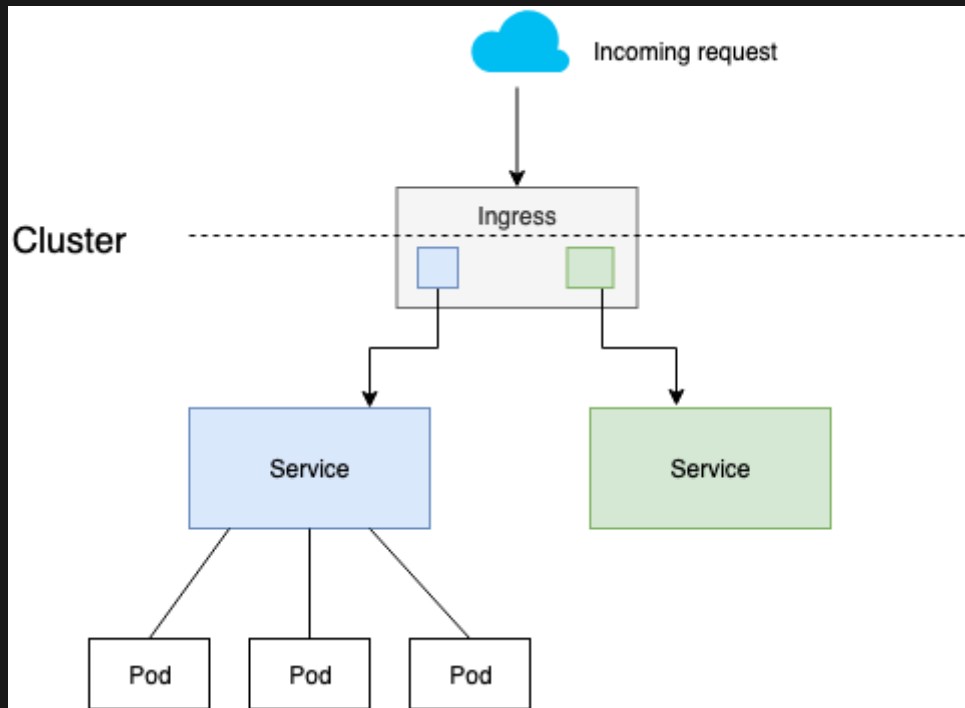 Incoming request
Ingress
Cluster
Service
Service
Pod
Pod
Pod